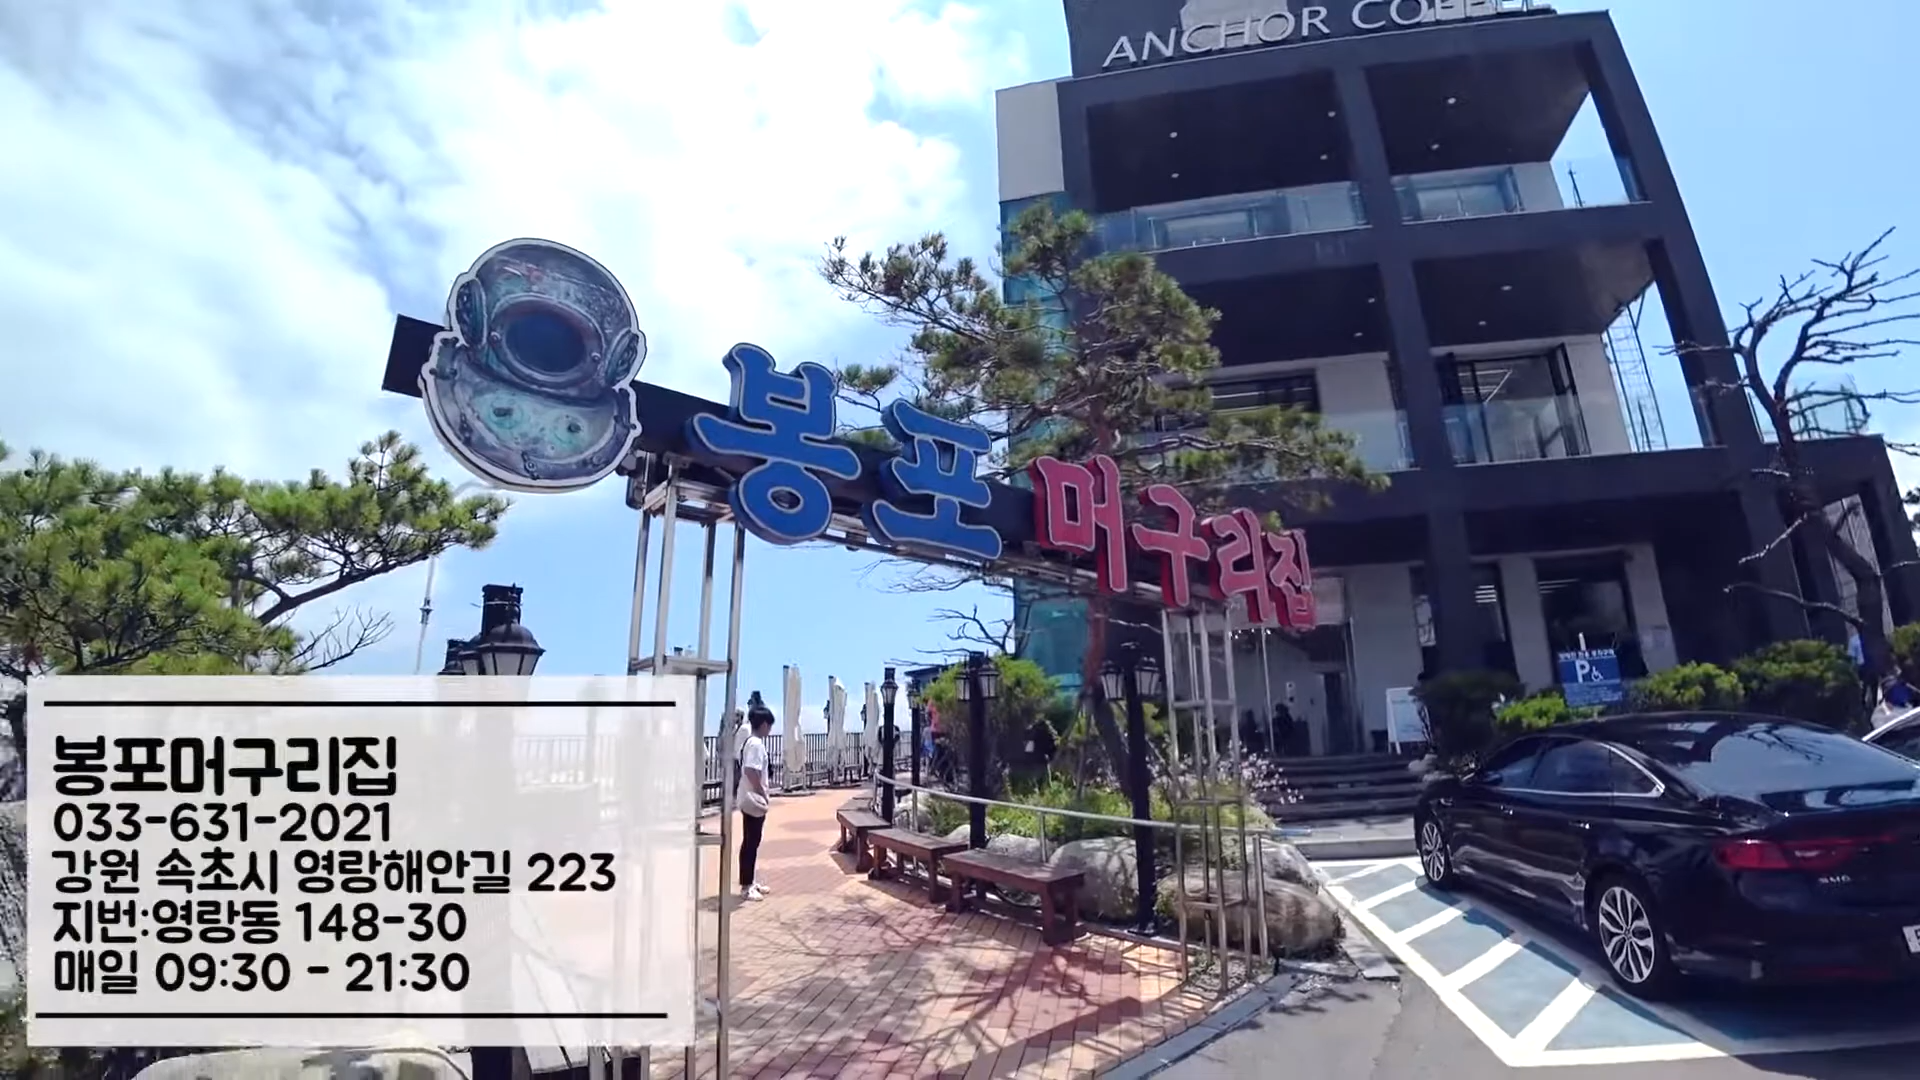 ANCHOR COFFEE
봉포머구리집
P
봉포머구리집
033-631-2021
강원 속초시 영랑해안길 223
지번:영랑동 148-30
매일 09:30 - 21:30